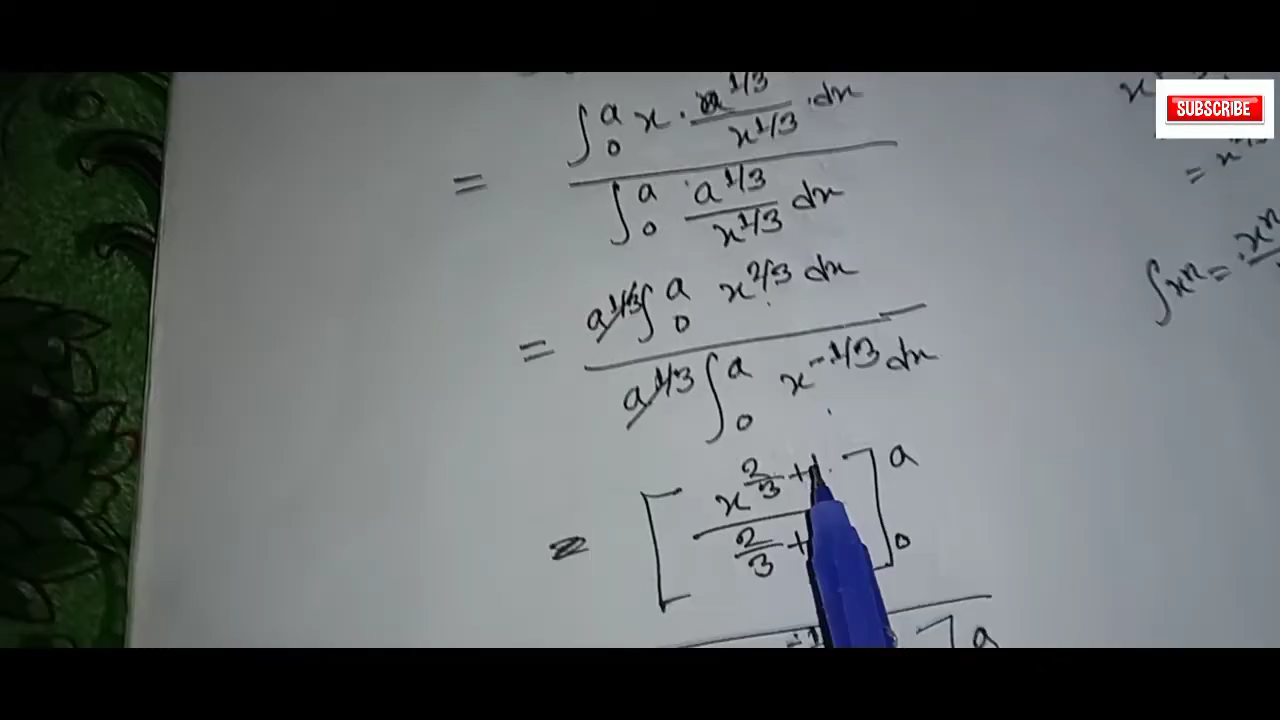 ∫₀ᵃ x · a^1/3 / x^1/3 · dx
= ∫₀ᵃ a^1/3 / x^1/3 dx
= a^1/3 ∫₀ᵃ x^2/3 dx
a^1/3 ∫₀ᵃ x^-1/3 dx
= [ x^(2/3 + 1) / 2/3 + ]₀ᵃ
] a
SUBSCRIBE
= x
∫xⁿ = xⁿ